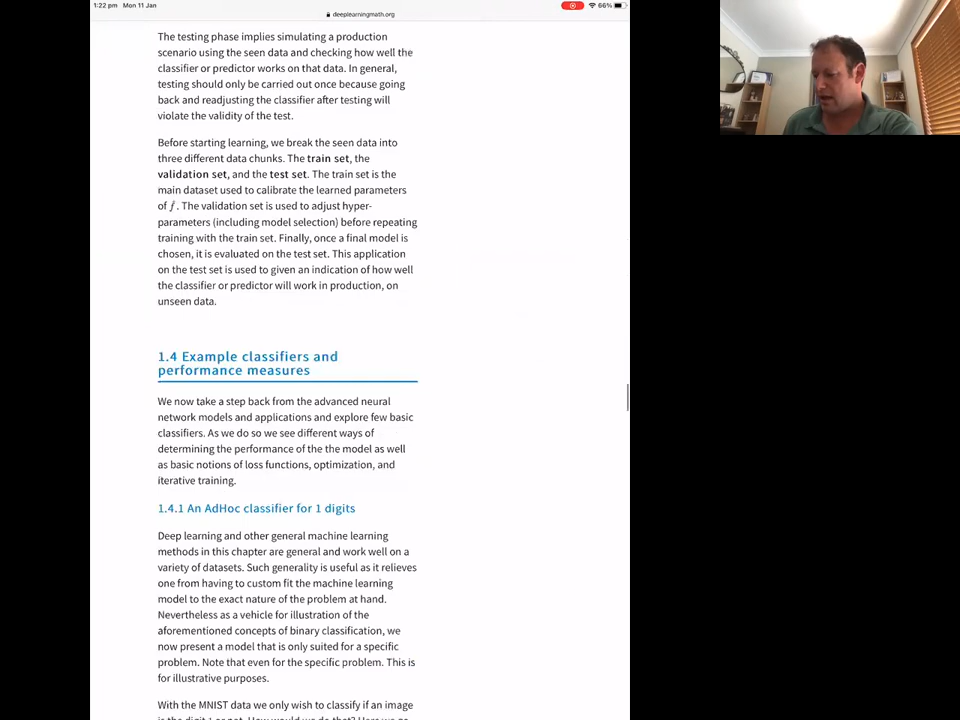 1:22 pm Mon 11 Jan
66%
deeplearningmath.org
The testing phase implies simulating a production
scenario using the seen data and checking how well the
classifier or predictor works on that data. In general,
testing should only be carried out once because going
back and readjusting the classifier after testing will
violate the validity of the test.
Before starting learning, we break the seen data into
three different data chunks. The train set, the
validation set, and the test set. The train set is the
main dataset used to calibrate the learned parameters
of f̂. The validation set is used to adjust hyper-
parameters (including model selection) before repeating
training with the train set. Finally, once a final model is
chosen, it is evaluated on the test set. This application
on the test set is used to given an indication of how well
the classifier or predictor will work in production, on
unseen data.
1.4 Example classifiers and
performance measures
We now take a step back from the advanced neural
network models and applications and explore few basic
classifiers. As we do so we see different ways of
determining the performance of the the model as well
as basic notions of loss functions, optimization, and
iterative training.
1.4.1 An AdHoc classifier for 1 digits
Deep learning and other general machine learning
methods in this chapter are general and work well on a
variety of datasets. Such generality is useful as it relieves
one from having to custom fit the machine learning
model to the exact nature of the problem at hand.
Nevertheless as a vehicle for illustration of the
aforementioned concepts of binary classification, we
now present a model that is only suited for a specific
problem. Note that even for the specific problem. This is
for illustrative purposes.
With the MNIST data we only wish to classify if an image
is the digit 1 or not. How would we do that? Here we go